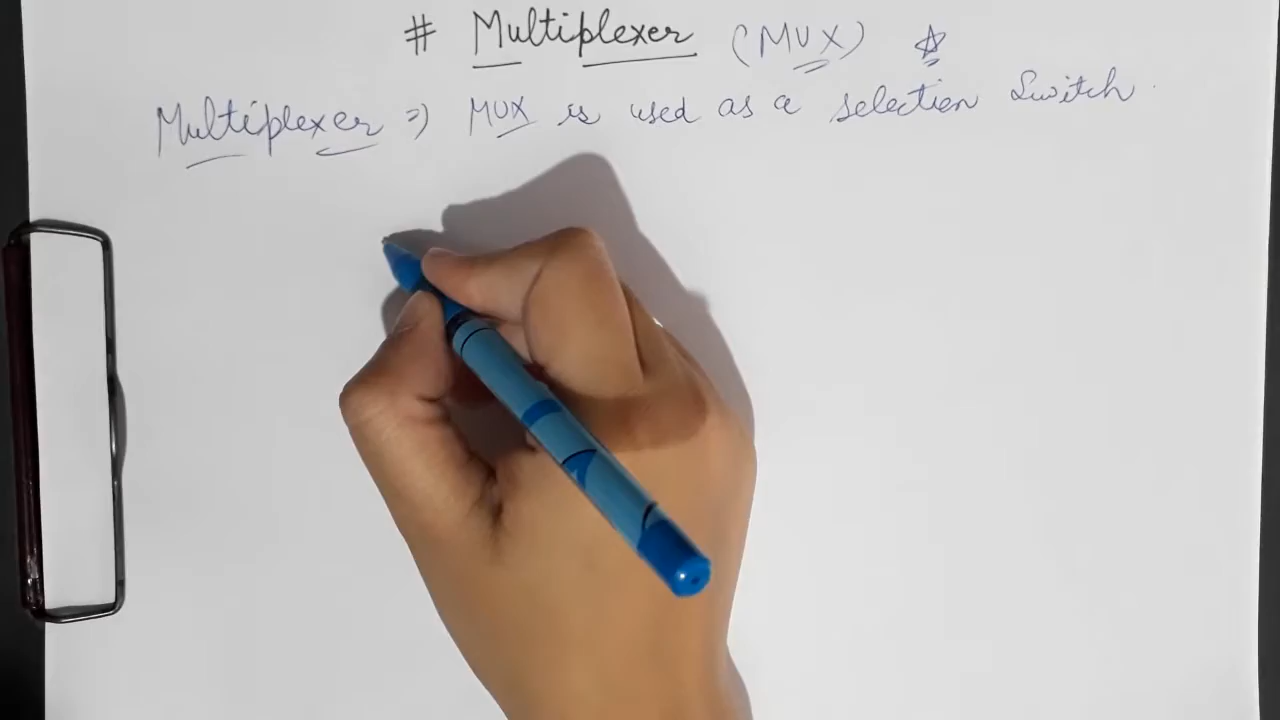 # Multiplexer (MUX) ☆
Multiplexer => MUX is used as a selection Switch.